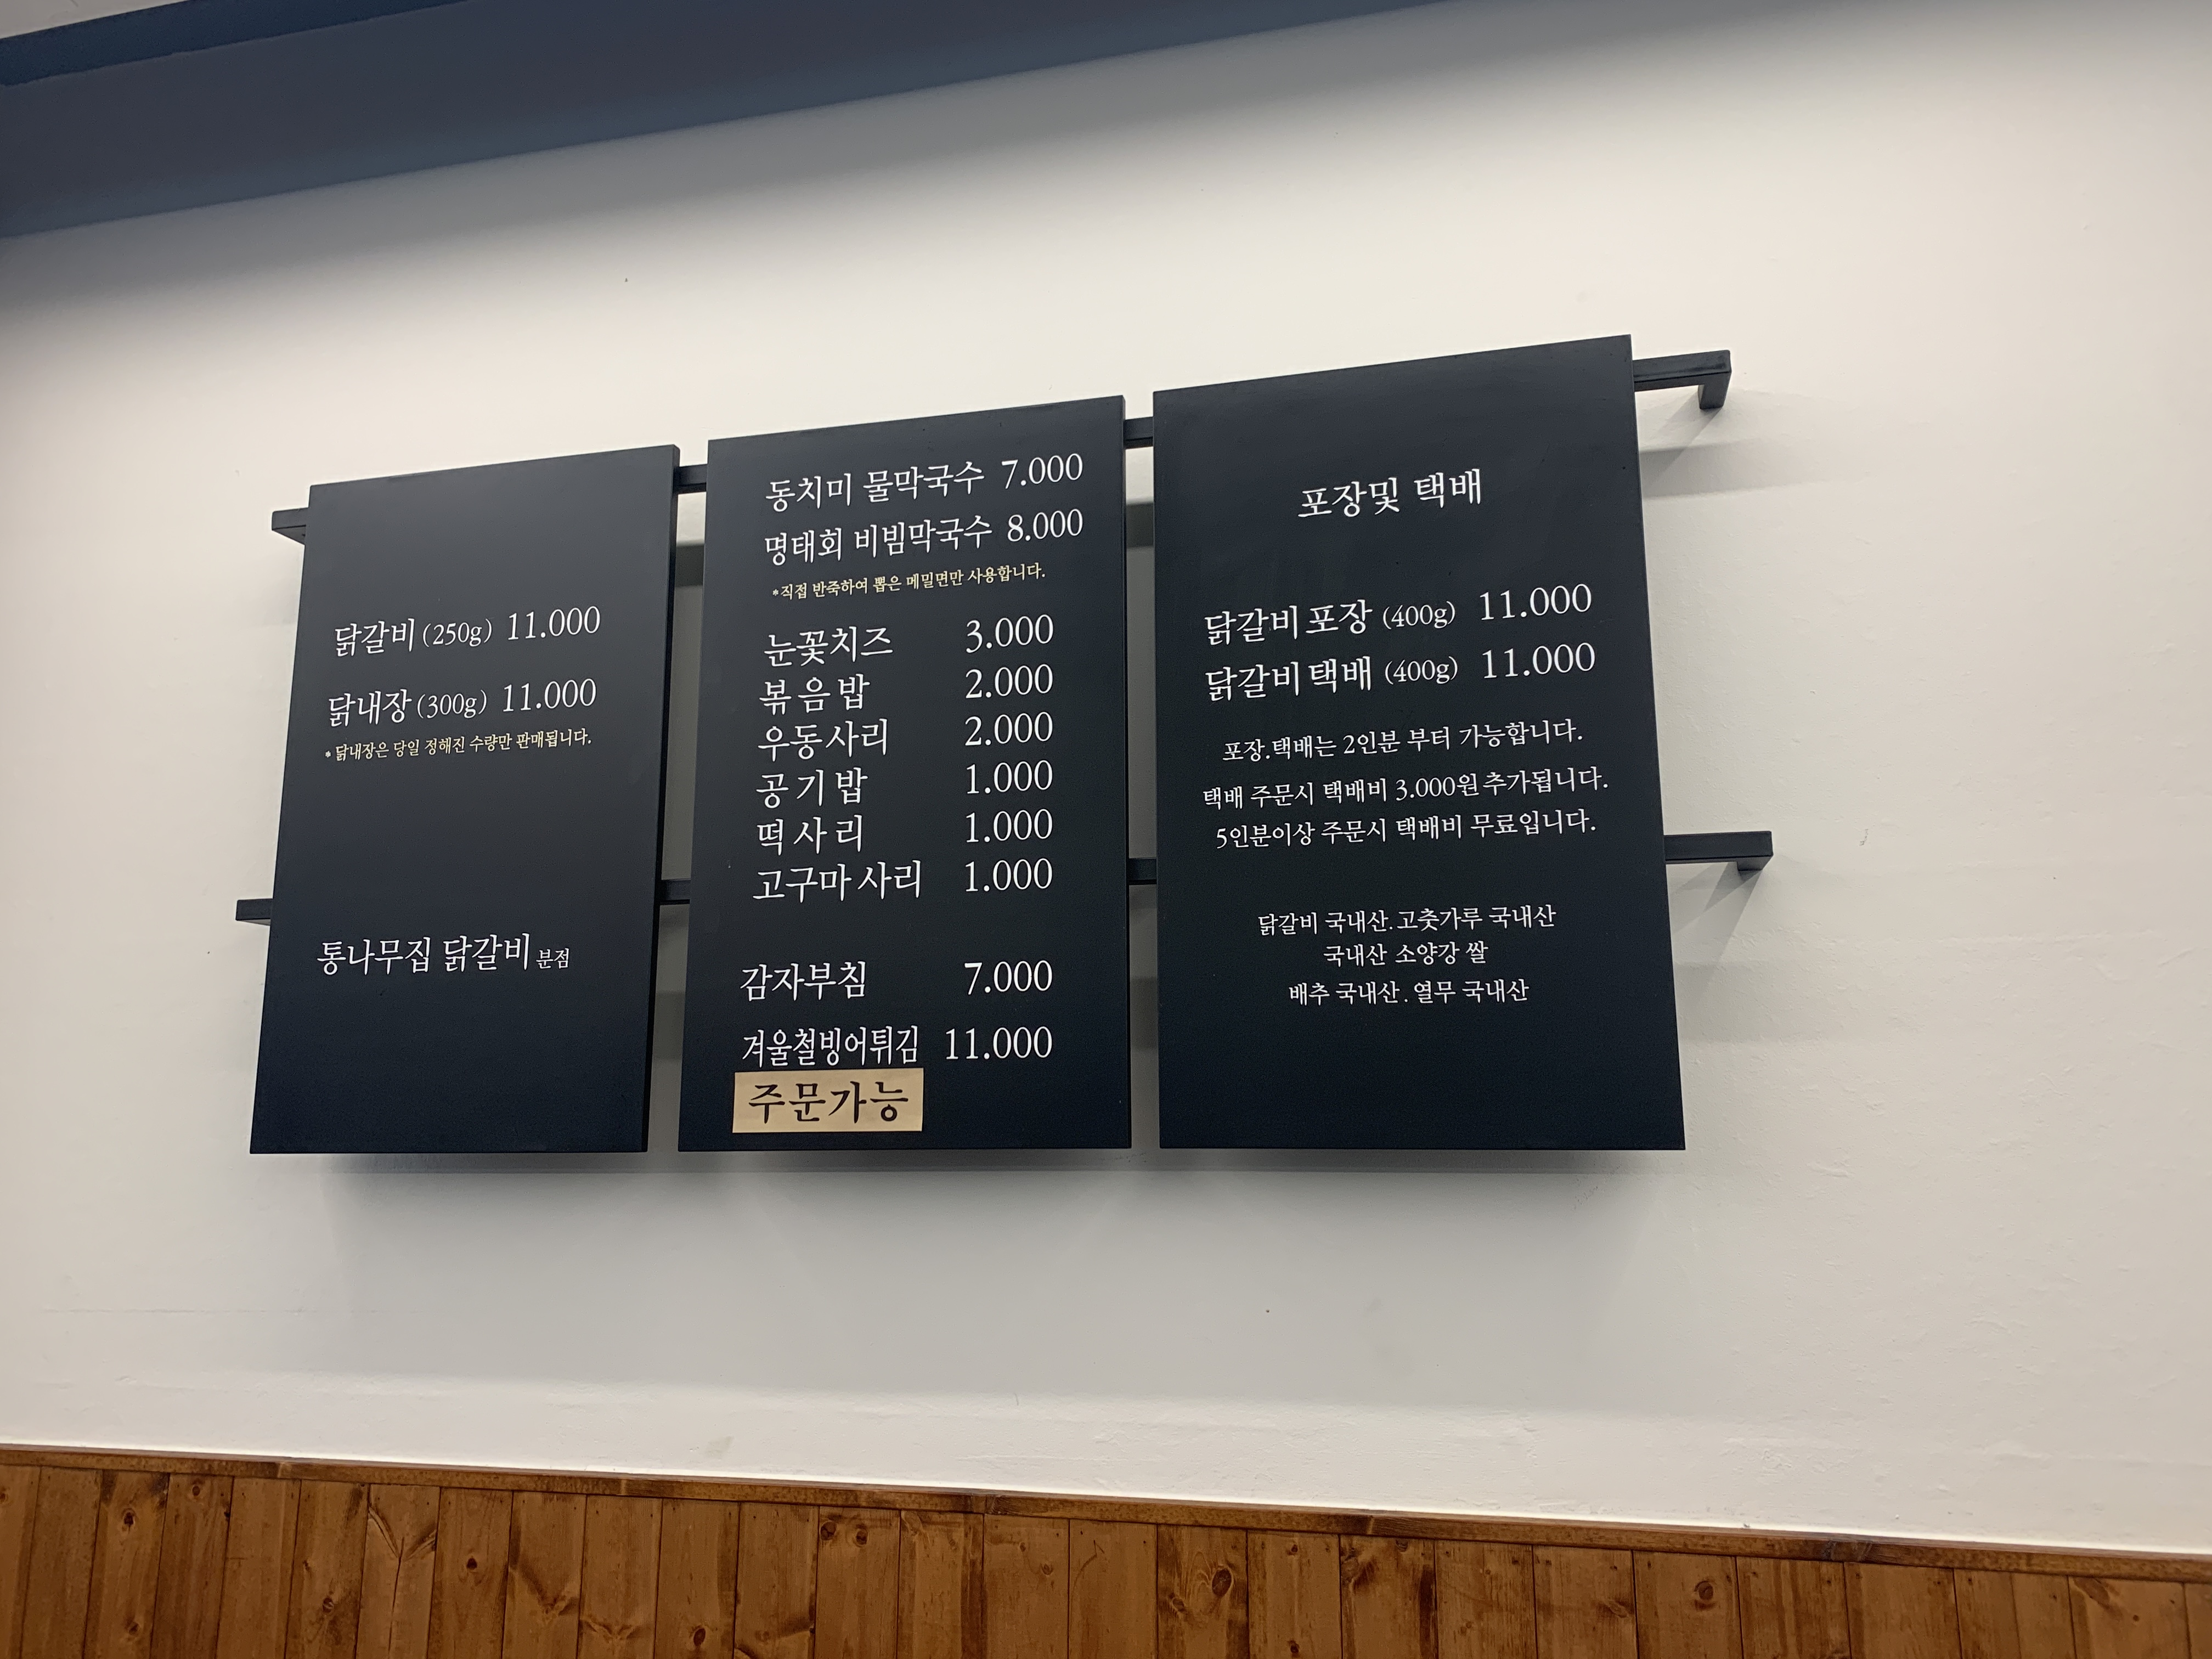 닭갈비 (250g) 11.000
닭내장 (300g) 11.000
* 닭내장은 당일 정해진 수량만 판매됩니다.
통나무집 닭갈비 분점
동치미 물막국수 7.000
명태회 비빔막국수 8.000
*직접 반죽하여 뽑은 메밀면만 사용합니다.
눈꽃치즈 3.000
볶음밥 2.000
우동사리 2.000
공기밥 1.000
떡사리 1.000
고구마 사리 1.000
감자부침 7.000
겨울철빙어튀김 11.000
주문가능
포장및 택배
닭갈비 포장 (400g) 11.000
닭갈비 택배 (400g) 11.000
포장.택배는 2인분 부터 가능합니다.
택배 주문시 택배비 3.000원 추가됩니다.
5인분이상 주문시 택배비 무료입니다.
닭갈비 국내산.고춧가루 국내산
국내산 소양강 쌀
배추 국내산. 열무 국내산